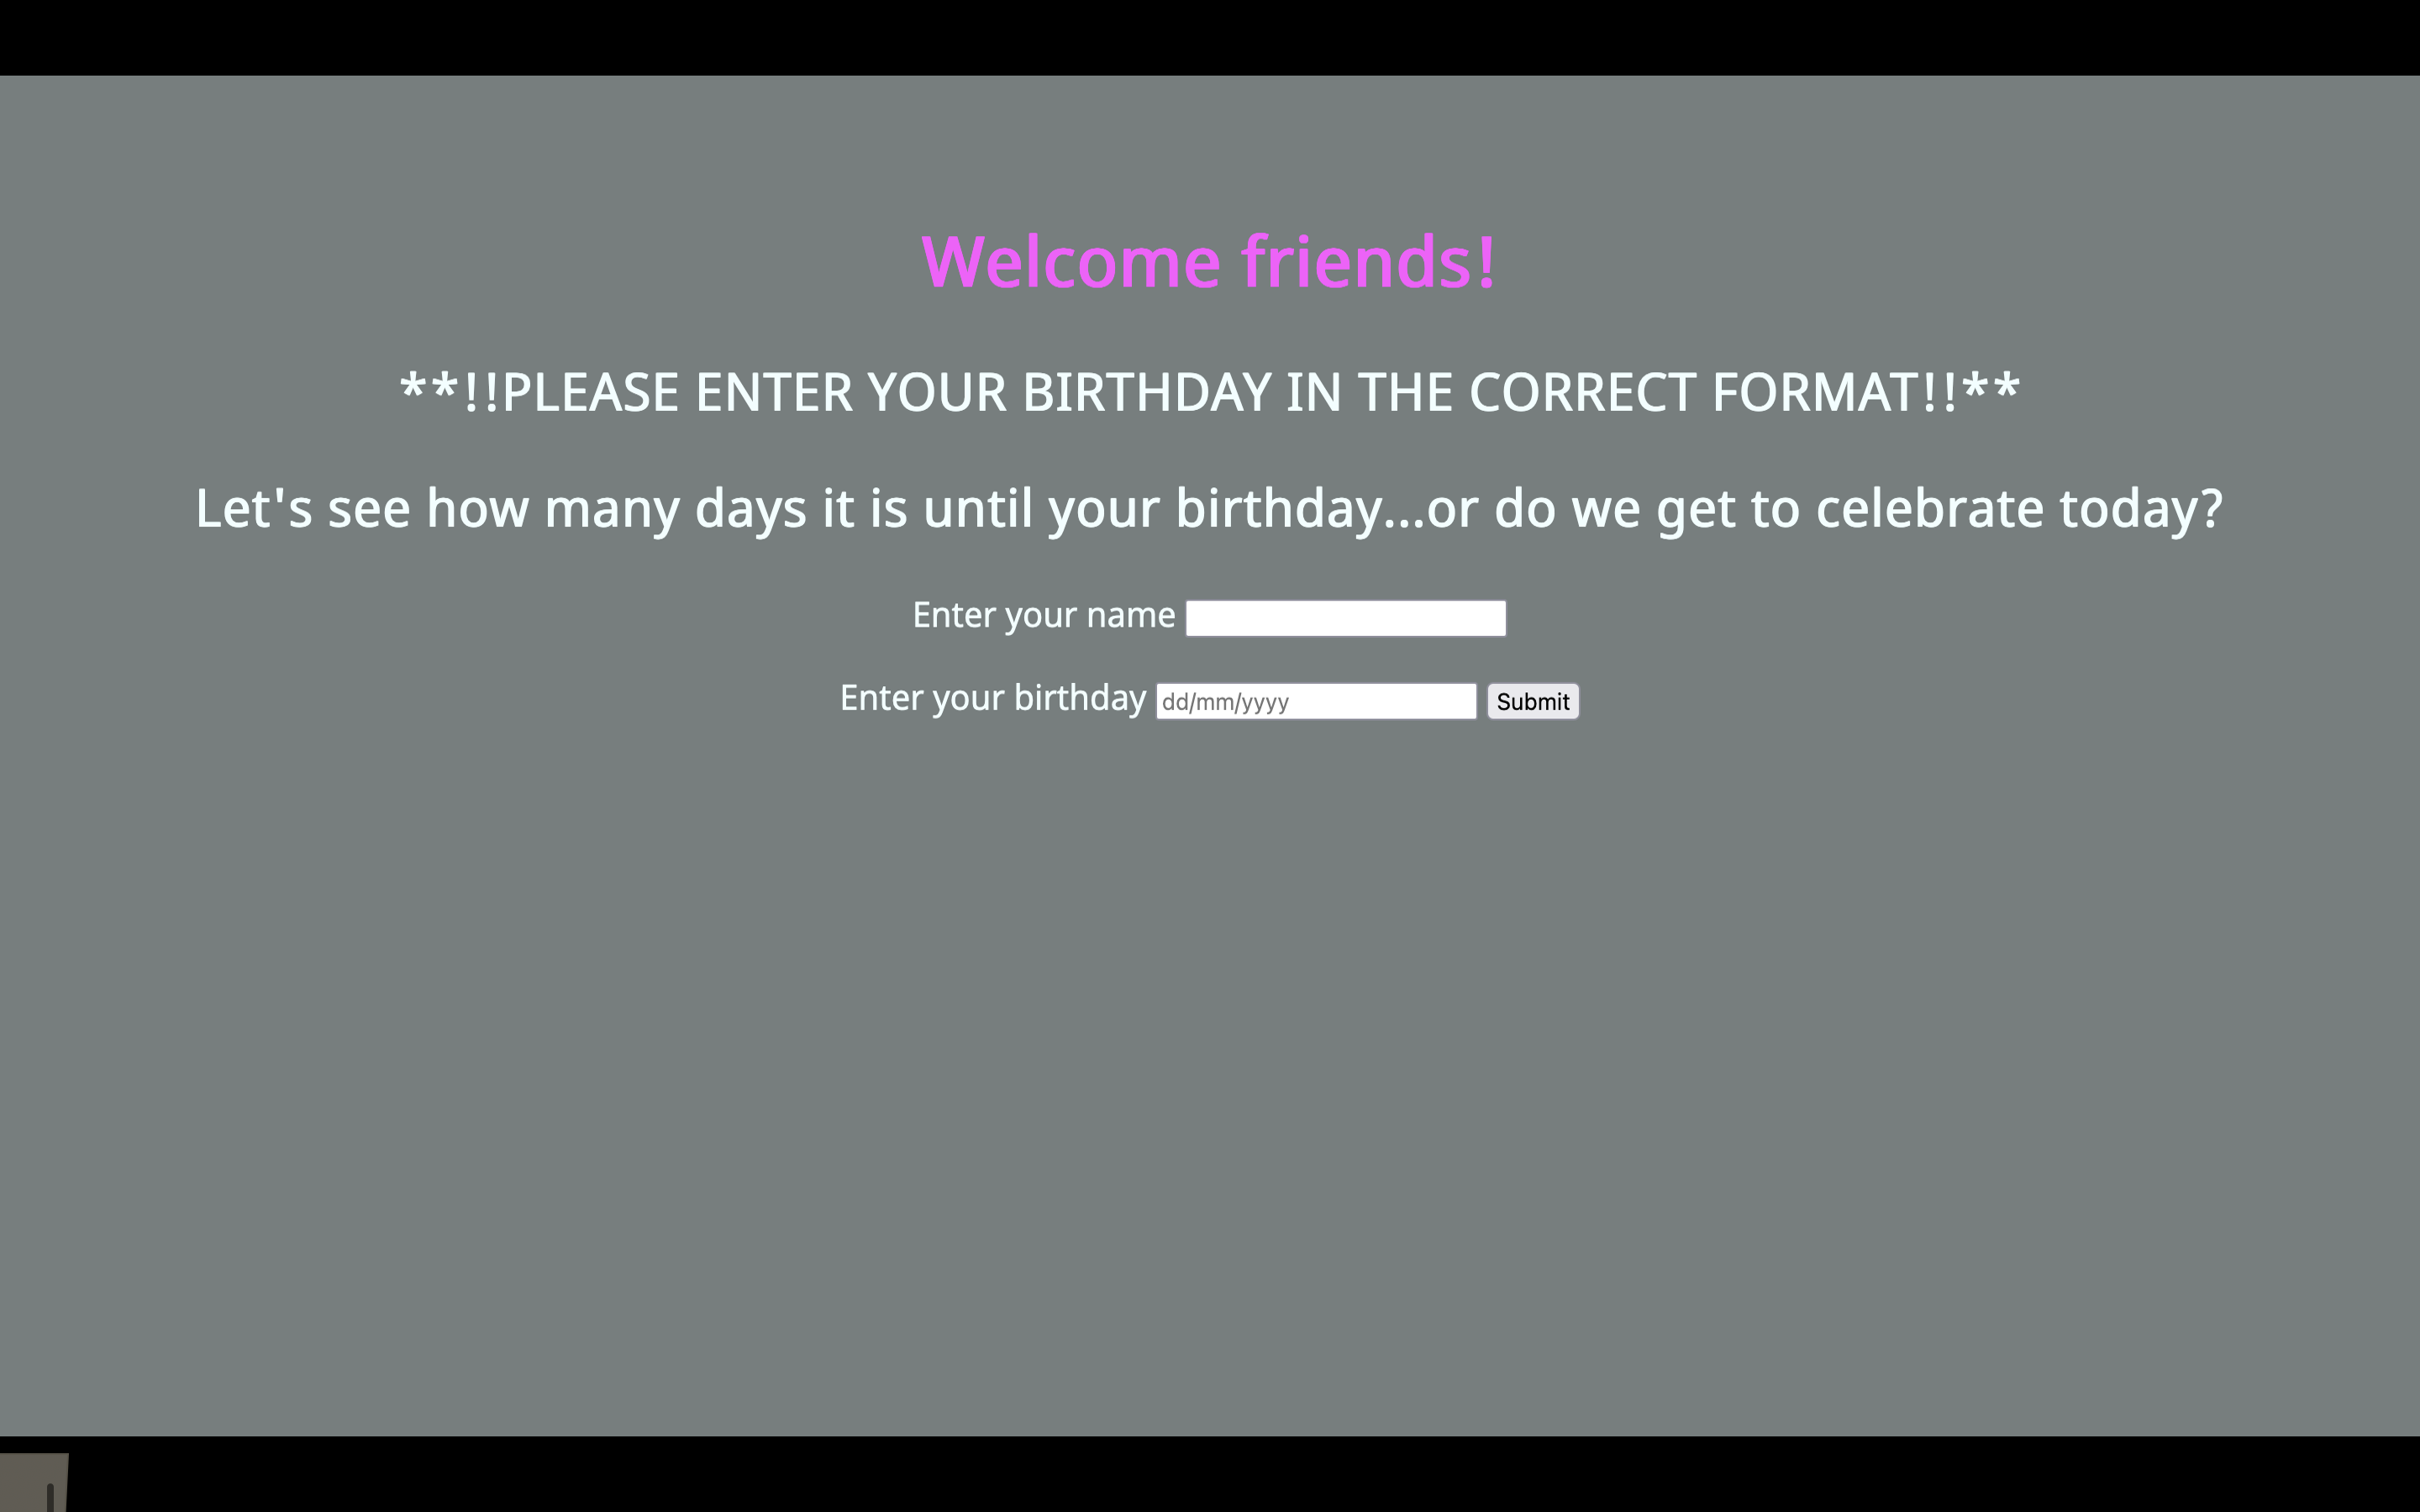 Welcome friends!
**!!PLEASE ENTER YOUR BIRTHDAY IN THE CORRECT FORMAT!!**
Let's see how many days it is until your birthday...or do we get to celebrate today?
Enter your name
Enter your birthday dd/mm/yyyy Submit